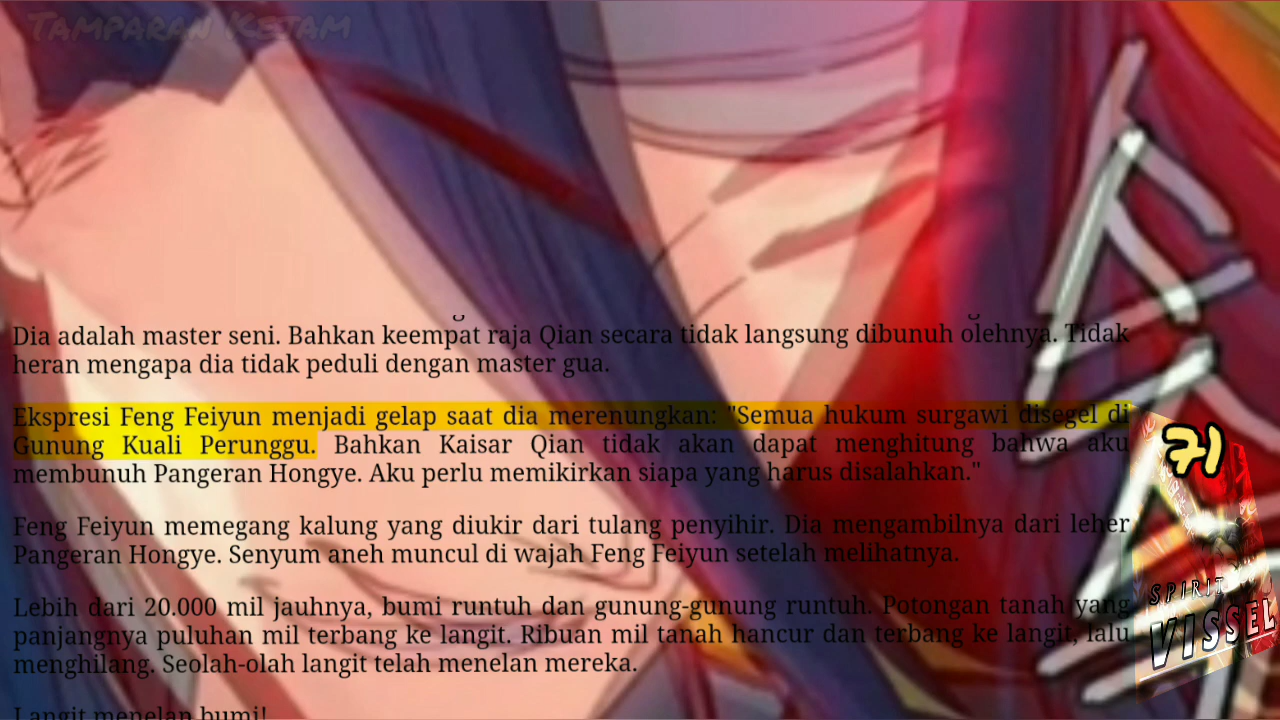 TAMPARAN KEJAM
Dia adalah master seni. Bahkan keempat raja Qian secara tidak langsung dibunuh olehnya. Tidak
heran mengapa dia tidak peduli dengan master gua.
Ekspresi Feng Feiyun menjadi gelap saat dia merenungkan: "Semua hukum surgawi disegel di
Gunung Kuali Perunggu. Bahkan Kaisar Qian tidak akan dapat menghitung bahwa aku
membunuh Pangeran Hongye. Aku perlu memikirkan siapa yang harus disalahkan."
Feng Feiyun memegang kalung yang diukir dari tulang penyihir. Dia mengambilnya dari leher
Pangeran Hongye. Senyum aneh muncul di wajah Feng Feiyun setelah melihatnya.
Lebih dari 20.000 mil jauhnya, bumi runtuh dan gunung-gunung runtuh. Potongan tanah yang
panjangnya puluhan mil terbang ke langit. Ribuan mil tanah hancur dan terbang ke langit, lalu
menghilang. Seolah-olah langit telah menelan mereka.
Langit menelan bumi!
71
SPIRIT
VISSEL